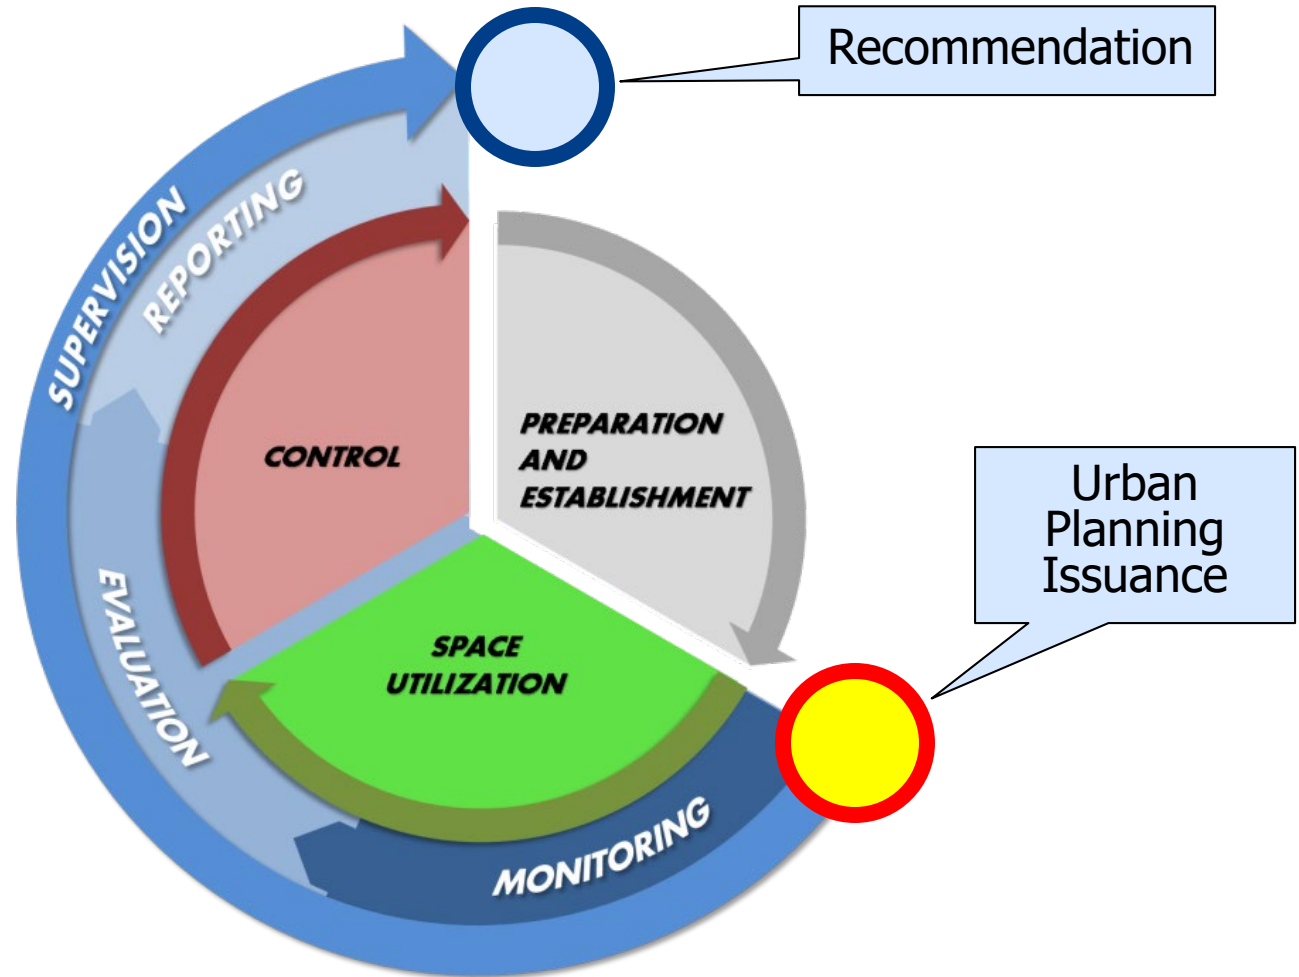 Recommendation
SUPERVISION
REPORTING
CONTROL
PREPARATION
AND
ESTABLISHMENT
Urban
Planning
Issuance
EVALUATION
SPACE
UTILIZATION
MONITORING